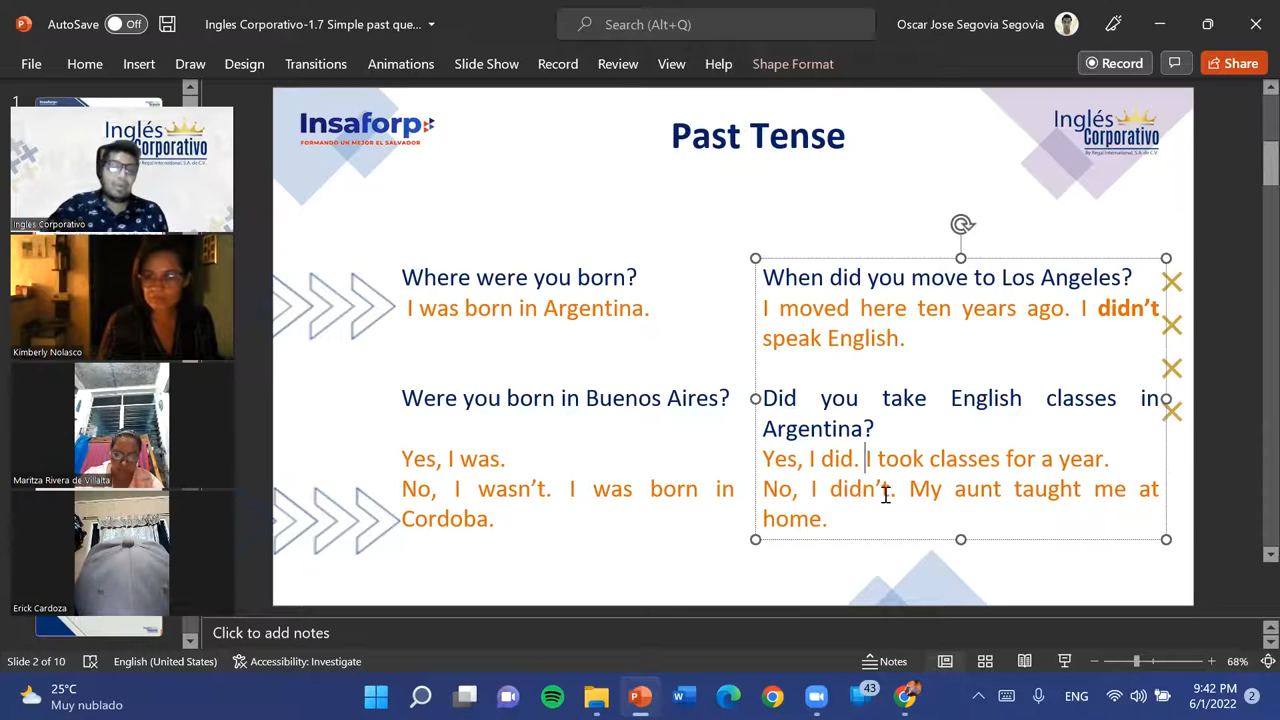 AutoSave Off Ingles Corporativo-1.7 Simple past que... Search (Alt+Q) Oscar Jose Segovia Segovia
File Home Insert Draw Design Transitions Animations Slide Show Record Review View Help Shape Format Record Share
1
Inglés Corporativo
Ingles Corporativo
Kimberly Nolasco
Maritza Rivera de Villalta
Erick Cardoza
Insaforp
FORMANDO UN MEJOR EL SALVADOR
Past Tense
Inglés
Corporativo
By Regal International, S.A. de C.V.
Where were you born?
I was born in Argentina.
Were you born in Buenos Aires?
Yes, I was.
No, I wasn't. I was born in
Cordoba.
When did you move to Los Angeles?
I moved here ten years ago. I didn't
speak English.
Did you take English classes in
Argentina?
Yes, I did. I took classes for a year.
No, I didn't. My aunt taught me at
home.
Click to add notes
Slide 2 of 10 English (United States) Accessibility: Investigate Notes 68%
25°C
Muy nublado
43
ENG
9:42 PM
6/1/2022
2